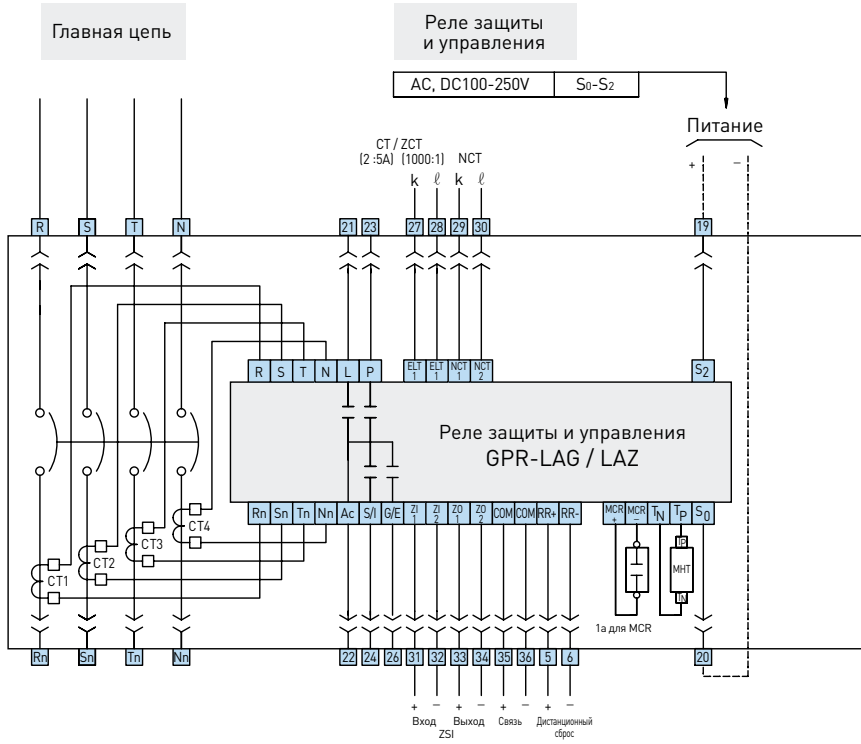 Главная цепь
Реле защиты
и управления
AC, DC100-250V S0-S2
Питание
+ −
CT / ZCT
(2 :5A) (1000:1) NCT
k ℓ k ℓ
R S T N 21 23 27 28 29 30 19
R S T N L P ELT 1 ELT 1 NCT 1 NCT 2 S2
Реле защиты и управления
GPR-LAG / LAZ
Rn Sn Tn Nn Ac S/I G/E ZI 1 ZI 2 ZO 1 ZO 2 COM COM RR+ RR- MCR + MCR − TN TP S0
CT4
CT3
CT2
CT1
TP
МНТ
TN
1a для MCR
Rn Sn Tn Nn 22 24 26 31 32 33 34 35 36 5 6 20
+ − + − + − + −
Вход Выход Связь Дистанционный
ZSI сброс